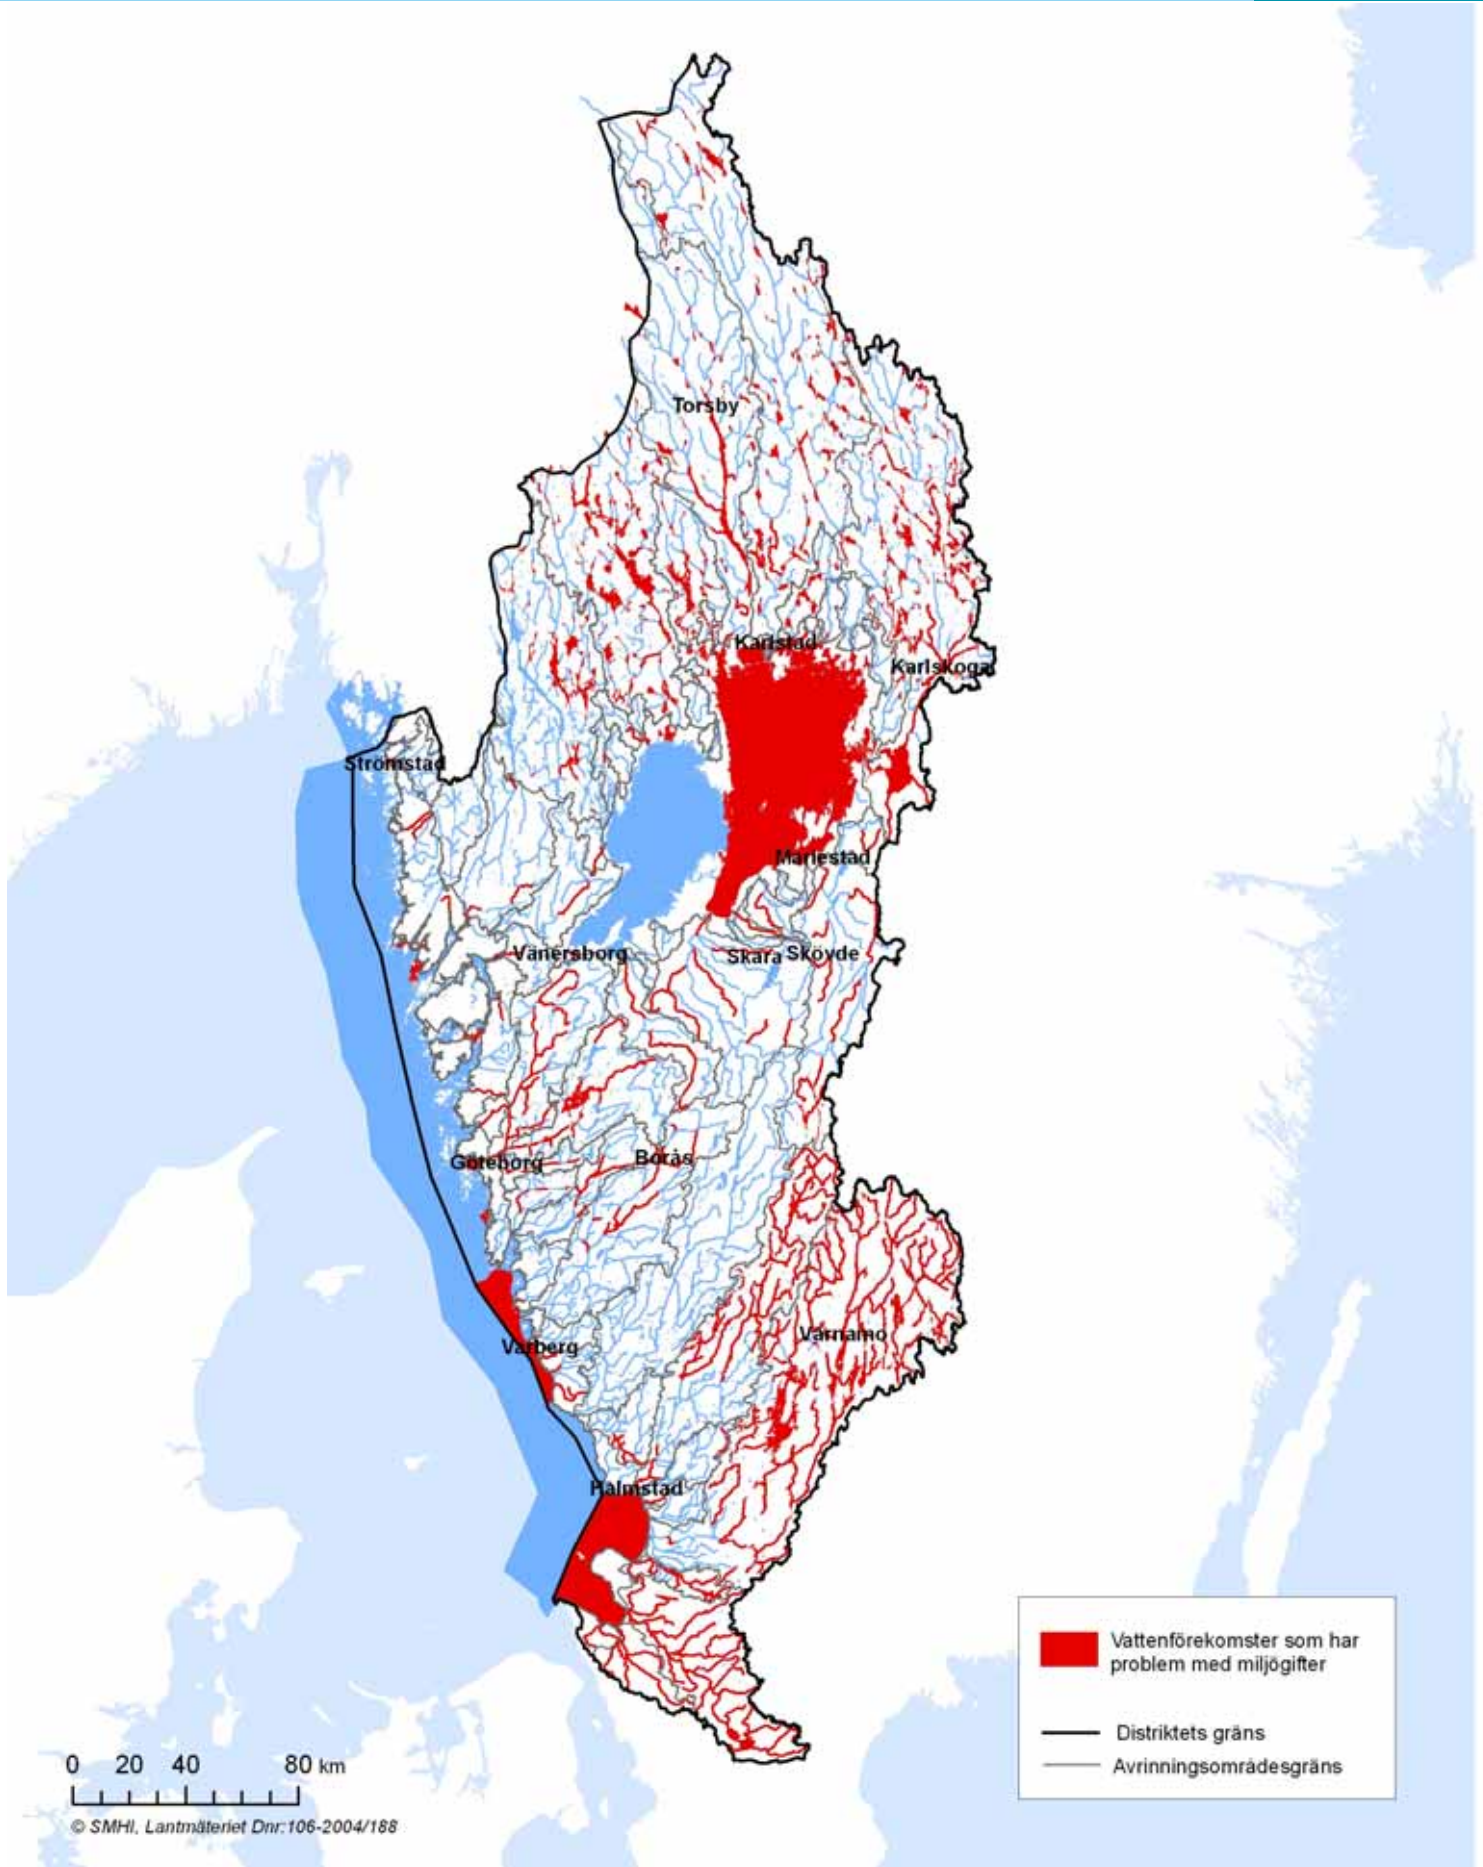 Torsby
Karlstad
Karlskoga
Strömstad
Mariestad
Vänersborg
Skara
Skövde
Göteborg
Borås
Värnamo
Varberg
Halmstad
Vattenförekomster som har
problem med miljögifter
Distriktets gräns
Avrinningsområdesgräns
0 20 40 80 km
© SMHI, Lantmäteriet Dnr:106-2004/188